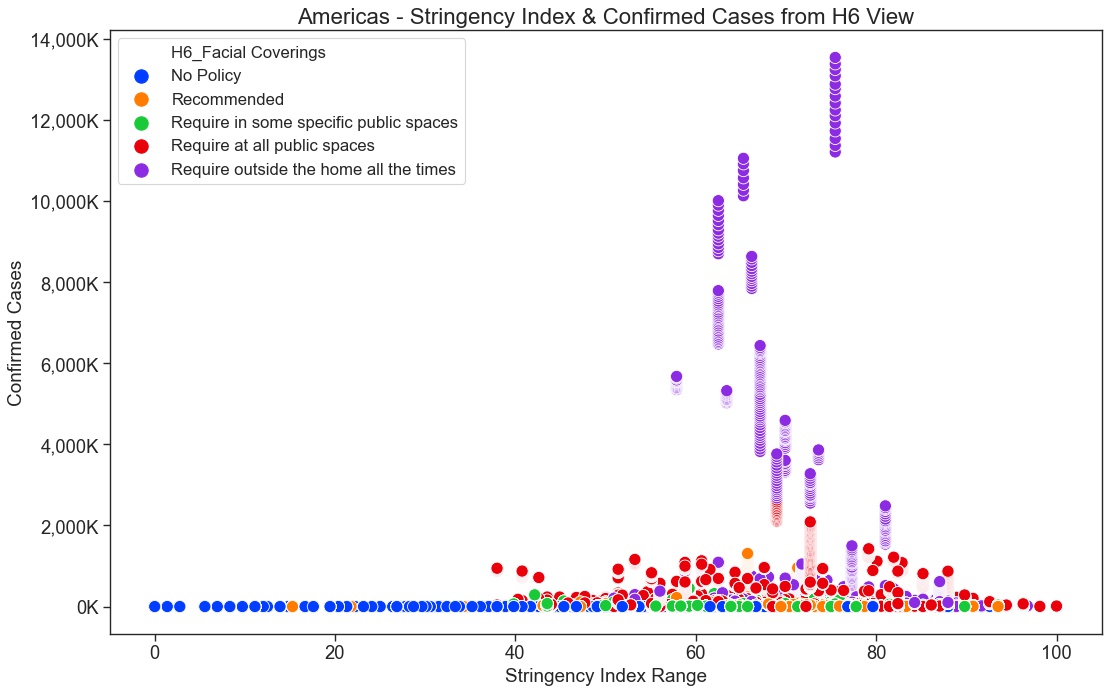 Americas - Stringency Index & Confirmed Cases from H6 View
14,000K
12,000K
10,000K
8,000K
6,000K
4,000K
2,000K
0K
Confirmed Cases
H6_Facial Coverings
No Policy
Recommended
Require in some specific public spaces
Require at all public spaces
Require outside the home all the times
0
20
40
60
80
100
Stringency Index Range